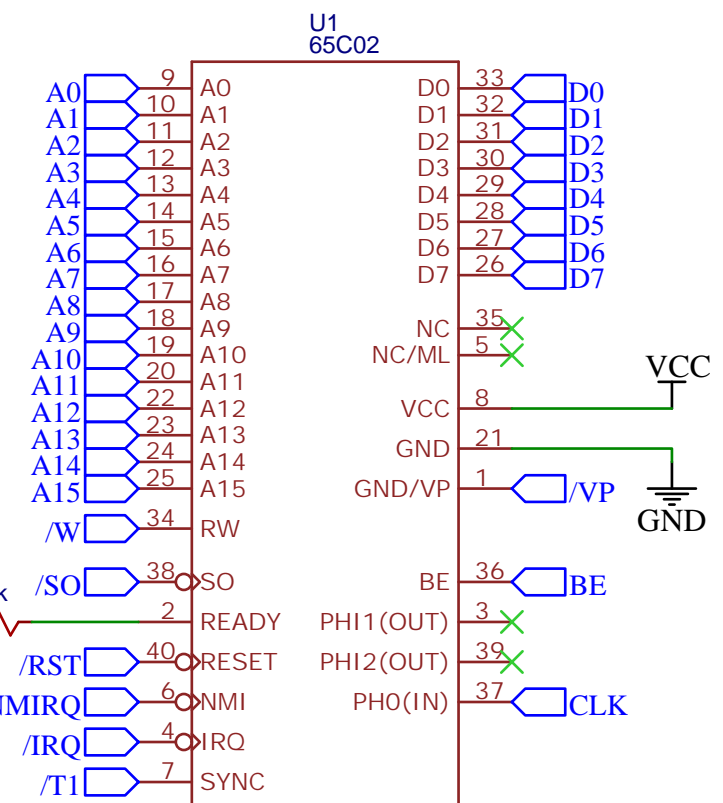 U1
65C02
A0 9 A0 D0 33 D0
A1 10 A1 D1 32 D1
A2 11 A2 D2 31 D2
A3 12 A3 D3 30 D3
A4 13 A4 D4 29 D4
A5 14 A5 D5 28 D5
A6 15 A6 D6 27 D6
A7 16 A7 D7 26 D7
A8 17 A8
A9 18 A9 NC 35
A10 19 A10 NC/ML 5
A11 20 A11
VCC
A12 22 A12 VCC 8
A13 23 A13
A14 24 A14 GND 21
A15 25 A15 GND/VP 1 /VP
GND
/W 34 RW
/SO 38 SO BE 36 BE
k
2 READY PHI1(OUT) 3
/RST 40 RESET PHI2(OUT) 39
NMIRQ 6 NMI PH0(IN) 37 CLK
/IRQ 4 IRQ
/T1 7 SYNC